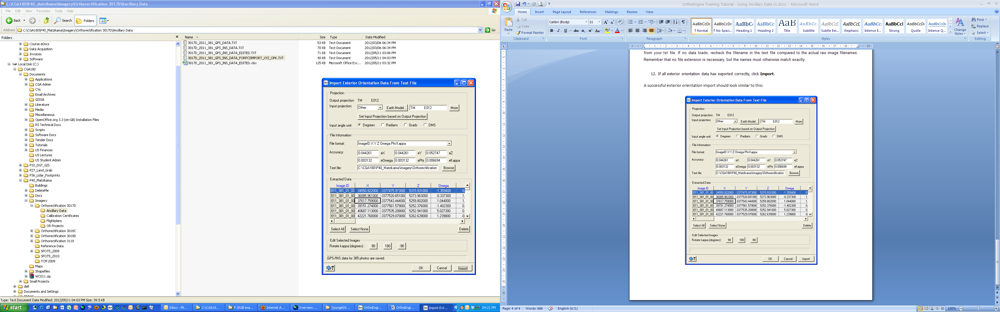 C:\CGA180\P40_Matzikama\Imagery\Orthorectification 3017D\Ancillary Data
File Edit View Favorites Tools Help
Back Search Folders
Address C:\CGA180\P40_Matzikama\Imagery\Orthorectification 3017D\Ancillary Data Go
Folders
Course eDocs
Data Acquisition
Invoices
Software
Local Disk (C:)
CGA180
Documents
Applications
CGA Admin
CVs
Email Archives
GISSA
Literature
Media
Miscellaneous
OpenOffice.org 3.3 (en-GB) Installation Files
RS Technical Docs
Scripts
Software Docs
Tender Docs
Tutorials
US Finances
US Lectures
US Student Admin
P10_DGT_GIS
P27_Land_Grab
P36_Lidar_Footprints
P40_Matzikama
Buildings
DeleteMe
Docs
Imagery
Orthorectification 3017D
Ancillary Data
Calibration Certificates
Flightplans
OR Projects
Orthorectification 3018C
Orthorectification 3018D
Orthorectification 3118
Reference Data
SPOT5_2009
SPOT5_2010
TCM 2009
Maps
Shapefiles
WC011.zip
Small Projects
dell
Documents and Settings
Name Size Type Date Modified
3017D_2011_381_GPS_DATA.TXT 53 KB Text Document 2012/03/06 06:34 PM
3017D_2011_381_GPS_INS_DATA.TXT 70 KB Text Document 2012/03/06 06:34 PM
3017D_2011_381_GPS_INS_DATA_EDITED.TXT 71 KB Text Document 2012/05/11 03:06 PM
3017D_2011_381_GPS_INS_DATA_FORPCIIMPORT_XYZ_OPK.TXT 40 KB Text Document 2012/05/11 04:03 PM
3017D_2011_381_GPS_INS_DATA_EDITED.xlsx 125 KB Microsoft Office Exc... 2012/05/11 03:32 PM
Import Exterior Orientation Data From Text File
Projection
Output projection: TM E012
Input projection: Other Earth Model... TM E012 More
Set Input Projection based on Output Projection
Input angle unit: Degrees Radians Grads DMS
File Information
File format: ImageID X Y Z Omega Phi Kappa
Accuracy: 0.044261 eX 0.044261 eY 0.052747 eZ
0.003132 eOmega 0.003132 ePhi 0.006694 eKappa
Text file: C:\CGA180\P40_Matzikama\Imagery\Orthorectification Browse
Extracted Data
Image ID X Y Z Omega
2011_381_01_00 34550.922000 -3377475.973000 5315.931000 -1.359400 0.
2011_381_01_00 36085.961000 -3377520.651000 5273.963000 -0.337300 1.
2011_381_01_00 37617.759000 -3377543.444000 5259.802000 1.044000 1.
2011_381_01_00 39151.274000 -3377561.579000 5252.376000 -1.402300 0.
2011_381_01_00 40687.113000 -3377535.208000 5252.941000 5.027300 0.
2011_381_01_00 42221.760000 -3377529.070000 5262.639000 1.239800 -0.
Select All Select None Delete
Edit Selected Images
Rotate kappa (degrees) : 90 180 -90
GPS/INS data for 385 photos are saved.
OK Cancel Import
Type: Text Document Date Modified: 2012/05/11 04:03 PM Size: 39.5 KB
start Inbox - Mi... C:\CGA18... F:\RGB ima... Internet A... Overview.... \\sungis03... OrthoEngi... OrthoEngi... Import Ext... 04:21 PM
OrthoEngine Training Tutorial - Using Ancillary Data v1.docx - Microsoft Word
Home Insert Page Layout References Mailings Review View
Paste Cut Copy Format Painter
Calibri (Body) 11
AaBbCcDc AaBbCcDc AaBbC AaBbCc AaB AaBbCc. AaBbCcD AaBbCcD AaBbCcL AaBbCcl AaBbCcDc AaBbCcD
¶ Normal ¶ No Spaci... Heading 1 Heading 2 Title Subtitle Subtle Em... Emphasis Intense E... Strong Quote Intense Q...
Change Styles
Find Replace Select
Clipboard Font Paragraph Styles Editing
from your txt file. If no data loads, recheck the filename in the text file compared to the actual raw image filenames.
Remember that no file extension is necessary, but the names must otherwise match exactly.
12. If all exterior orientation data has exported correctly, click Import.
A successful exterior orientation import should look similar to this:
Import Exterior Orientation Data From Text File
Projection
Output projection: TM E012
Input projection: Other Earth Model... TM E012 More
Set Input Projection based on Output Projection
Input angle unit: Degrees Radians Grads DMS
File Information
File format: ImageID X Y Z Omega Phi Kappa
Accuracy: 0.044261 eX 0.044261 eY 0.052747 eZ
0.003132 eOmega 0.003132 ePhi 0.006694 eKappa
Text file: C:\CGA180\P40_Matzikama\Imagery\Orthorectification Browse
Extracted Data
Image ID X Y Z Omega
2011_381_01_00 34550.922000 -3377475.973000 5315.931000 -1.359400 0.
2011_381_01_00 36085.961000 -3377520.651000 5273.963000 -0.337300 1.
2011_381_01_00 37617.759000 -3377543.444000 5259.802000 1.044000 1.
2011_381_01_00 39151.274000 -3377561.579000 5252.376000 -1.402300 0.
2011_381_01_00 40687.113000 -3377535.208000 5252.941000 5.027300 0.
2011_381_01_00 42221.760000 -3377529.070000 5262.639000 1.239800 -0.
Select All Select None Delete
Edit Selected Images
Rotate kappa (degrees) : 90 180 -90
OK Cancel Import
Page: 4 of 4 Words: 686 English (U.S.) 100%